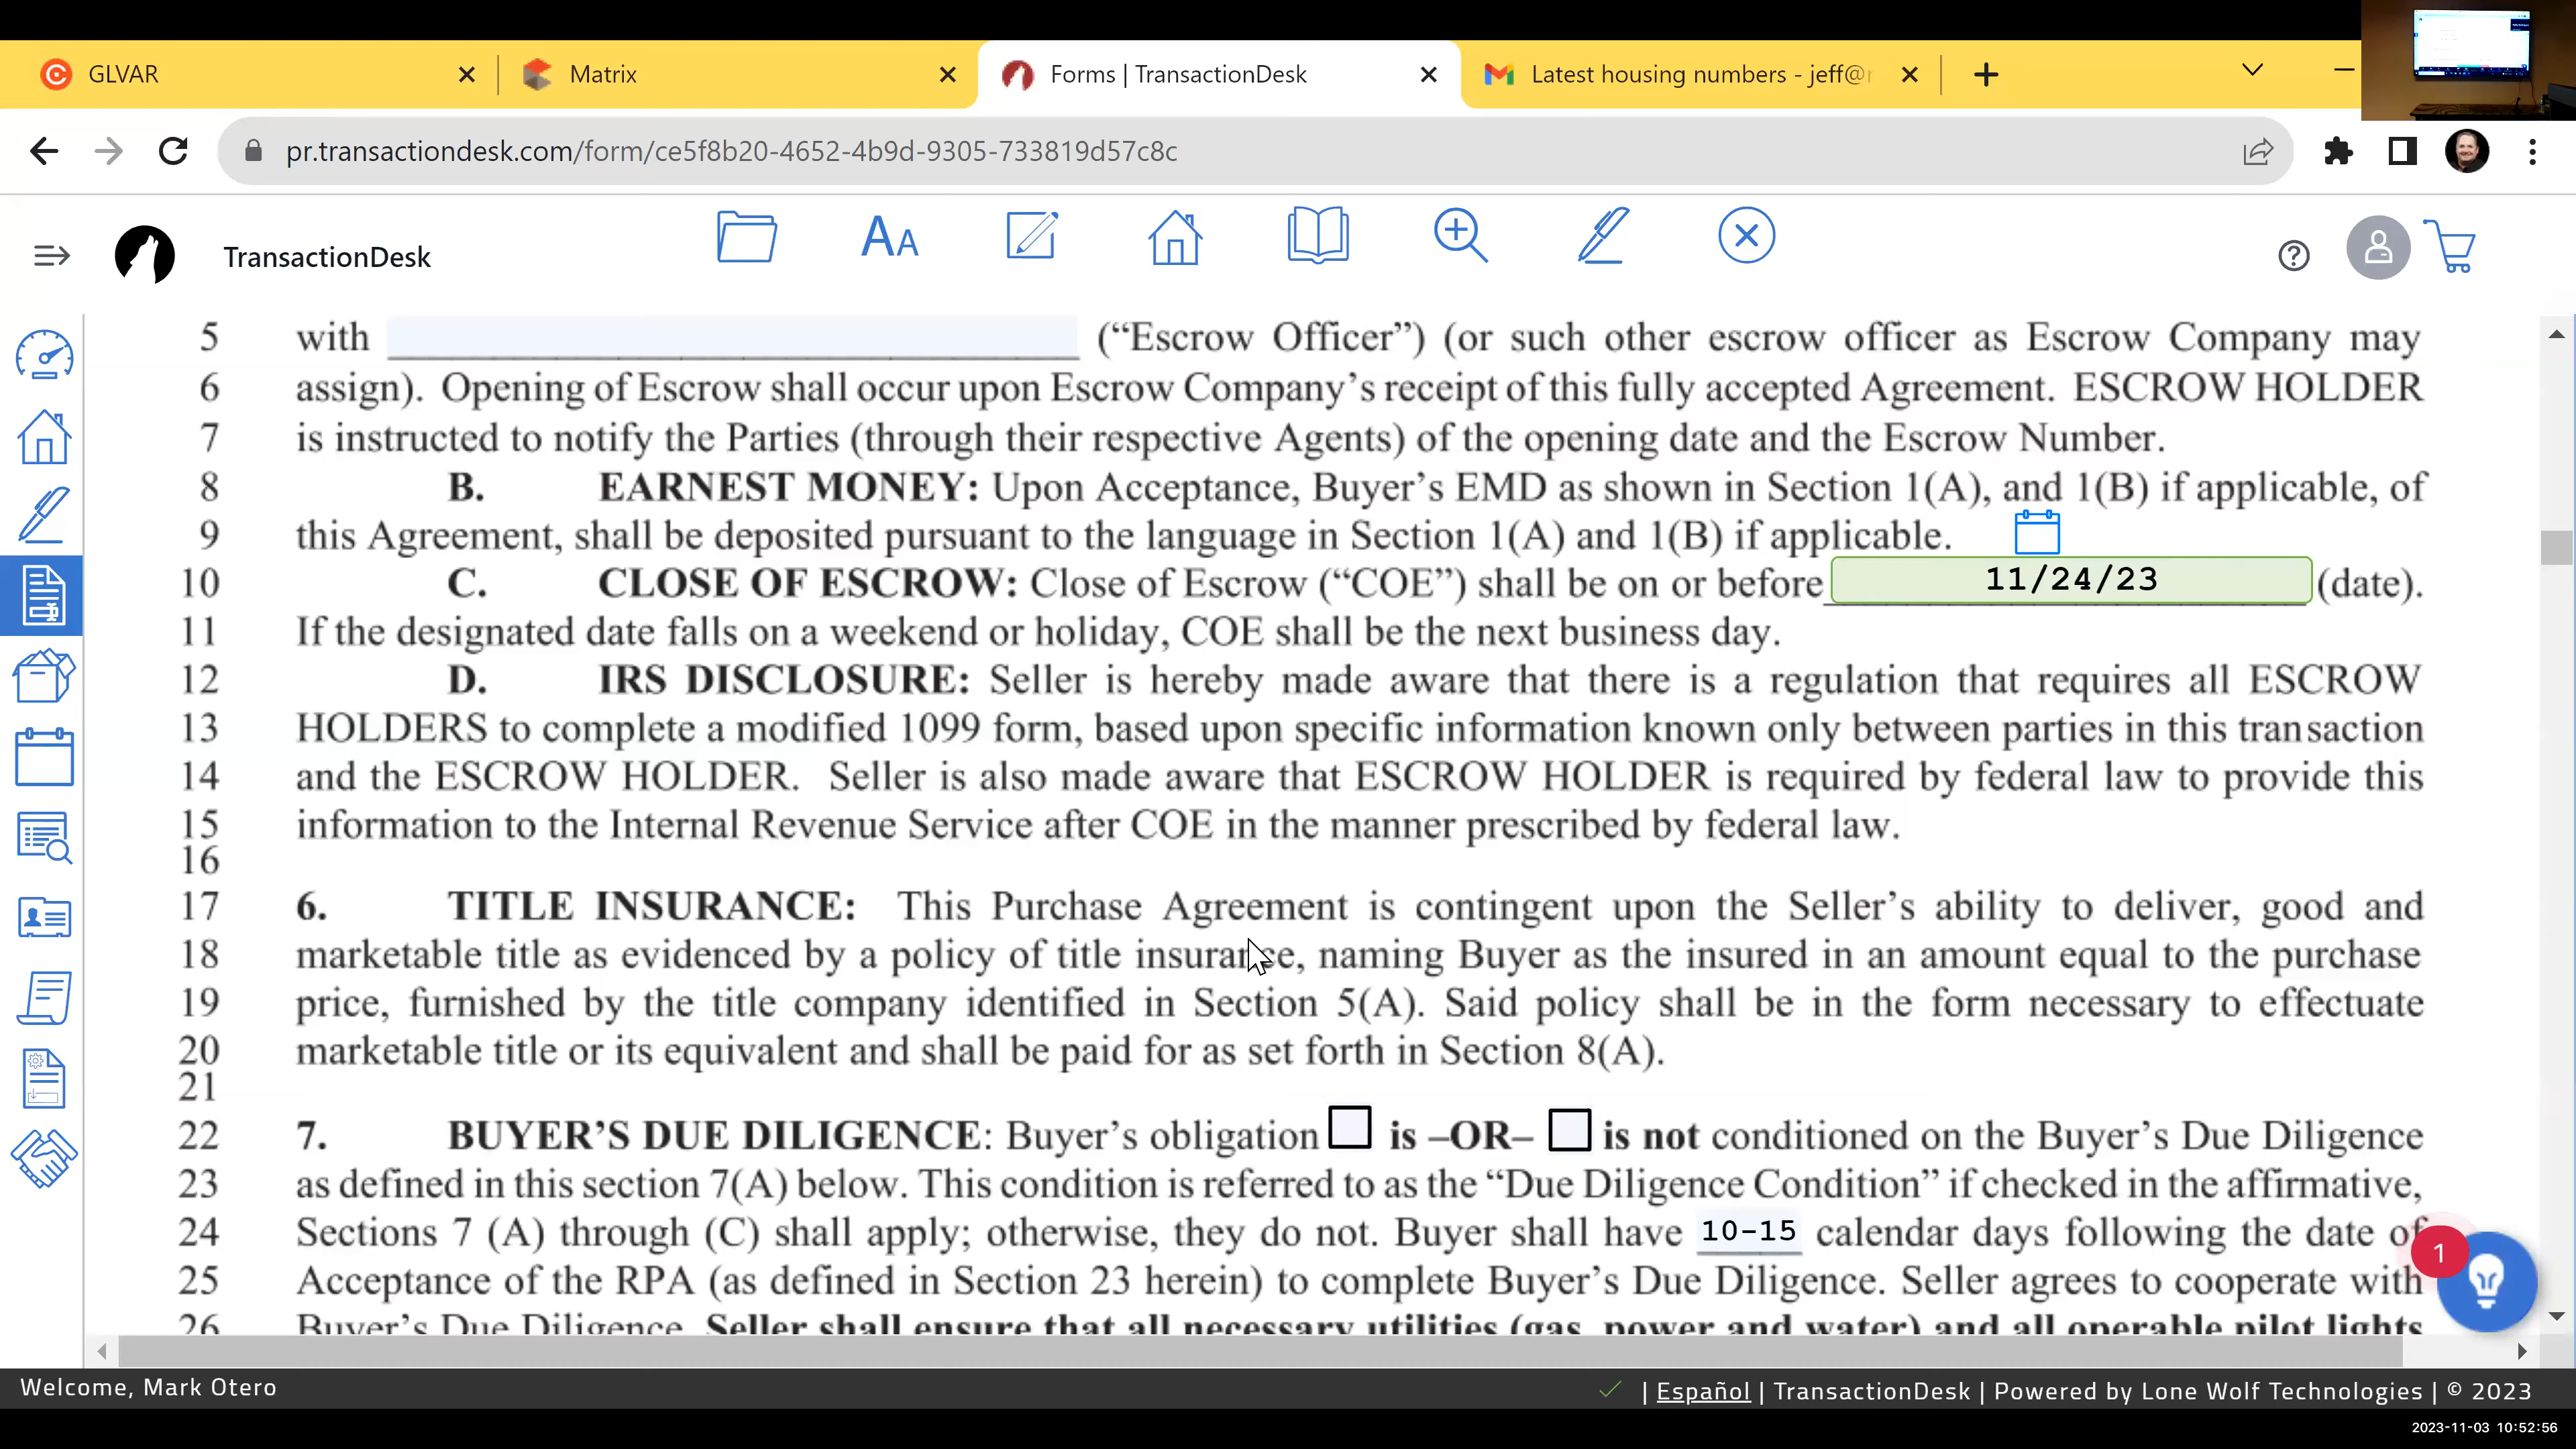 GLVAR
Matrix
Forms | TransactionDesk
Latest housing numbers - jeff@
pr.transactiondesk.com/form/ce5f8b20-4652-4b9d-9305-733819d57c8c
TransactionDesk
5 with (“Escrow Officer”) (or such other escrow officer as Escrow Company may
6 assign). Opening of Escrow shall occur upon Escrow Company’s receipt of this fully accepted Agreement. ESCROW HOLDER
7 is instructed to notify the Parties (through their respective Agents) of the opening date and the Escrow Number.
8 B. EARNEST MONEY: Upon Acceptance, Buyer’s EMD as shown in Section 1(A), and 1(B) if applicable, of
9 this Agreement, shall be deposited pursuant to the language in Section 1(A) and 1(B) if applicable.
10 C. CLOSE OF ESCROW: Close of Escrow (“COE”) shall be on or before 11/24/23 (date).
11 If the designated date falls on a weekend or holiday, COE shall be the next business day.
12 D. IRS DISCLOSURE: Seller is hereby made aware that there is a regulation that requires all ESCROW
13 HOLDERS to complete a modified 1099 form, based upon specific information known only between parties in this transaction
14 and the ESCROW HOLDER. Seller is also made aware that ESCROW HOLDER is required by federal law to provide this
15 information to the Internal Revenue Service after COE in the manner prescribed by federal law.
16
17 6. TITLE INSURANCE: This Purchase Agreement is contingent upon the Seller’s ability to deliver, good and
18 marketable title as evidenced by a policy of title insurance, naming Buyer as the insured in an amount equal to the purchase
19 price, furnished by the title company identified in Section 5(A). Said policy shall be in the form necessary to effectuate
20 marketable title or its equivalent and shall be paid for as set forth in Section 8(A).
21
22 7. BUYER’S DUE DILIGENCE: Buyer’s obligation is –OR– is not conditioned on the Buyer’s Due Diligence
23 as defined in this section 7(A) below. This condition is referred to as the “Due Diligence Condition” if checked in the affirmative,
24 Sections 7 (A) through (C) shall apply; otherwise, they do not. Buyer shall have 10-15 calendar days following the date of
25 Acceptance of the RPA (as defined in Section 23 herein) to complete Buyer’s Due Diligence. Seller agrees to cooperate with
26 Buyer’s Due Diligence. Seller shall ensure that all necessary utilities (gas, power and water) and all operable pilot lights
1
Welcome, Mark Otero
| Español | TransactionDesk | Powered by Lone Wolf Technologies | © 2023
2023-11-03 10:52:56